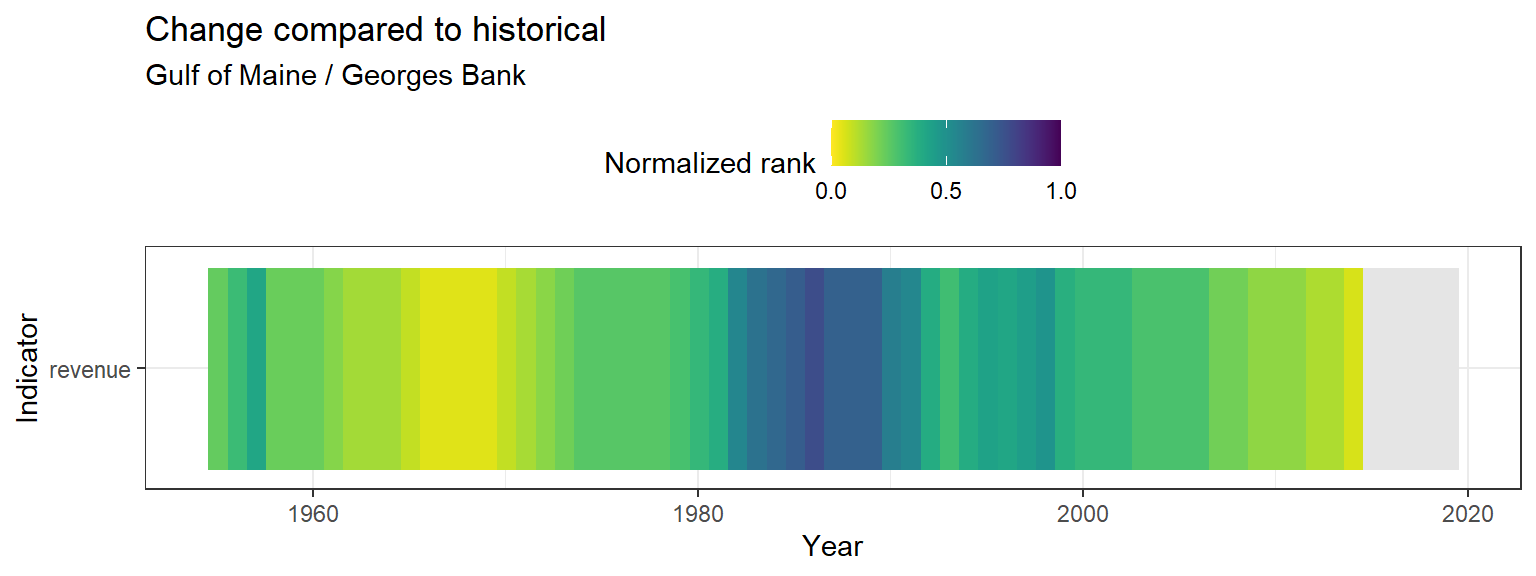 Change compared to historical
Gulf of Maine / Georges Bank
Normalized rank
0.0 0.5 1.0
Indicator
revenue
1960 1980 2000 2020
Year